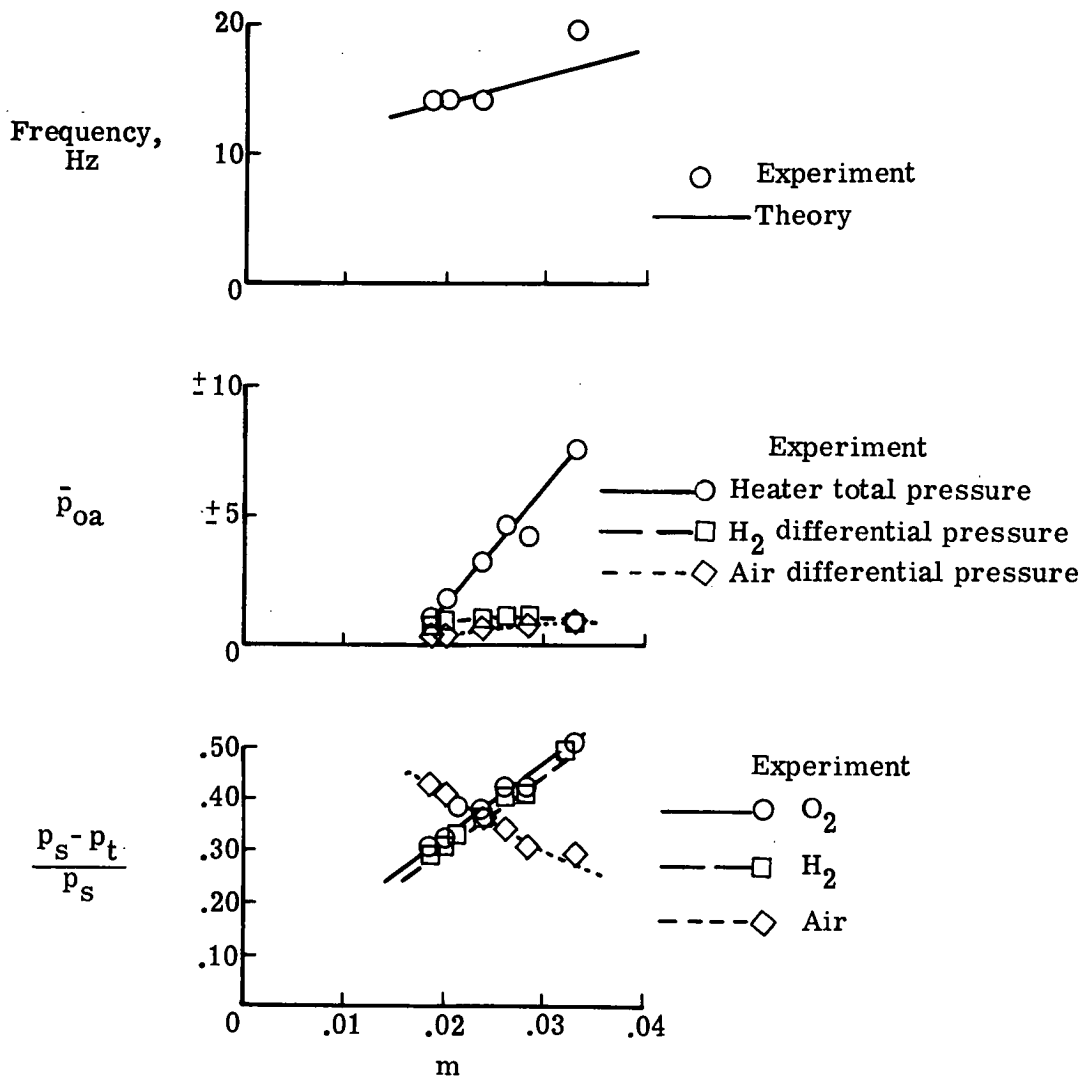 20
Frequency,
Hz
10
Experiment
Theory
0
±10
Experiment
p̄oa
±5
Heater total pressure
H2 differential pressure
Air differential pressure
0
.50
Experiment
.40
O2
ps - pt
ps
.30
H2
.20
Air
.10
0 .01 .02 .03 .04
m